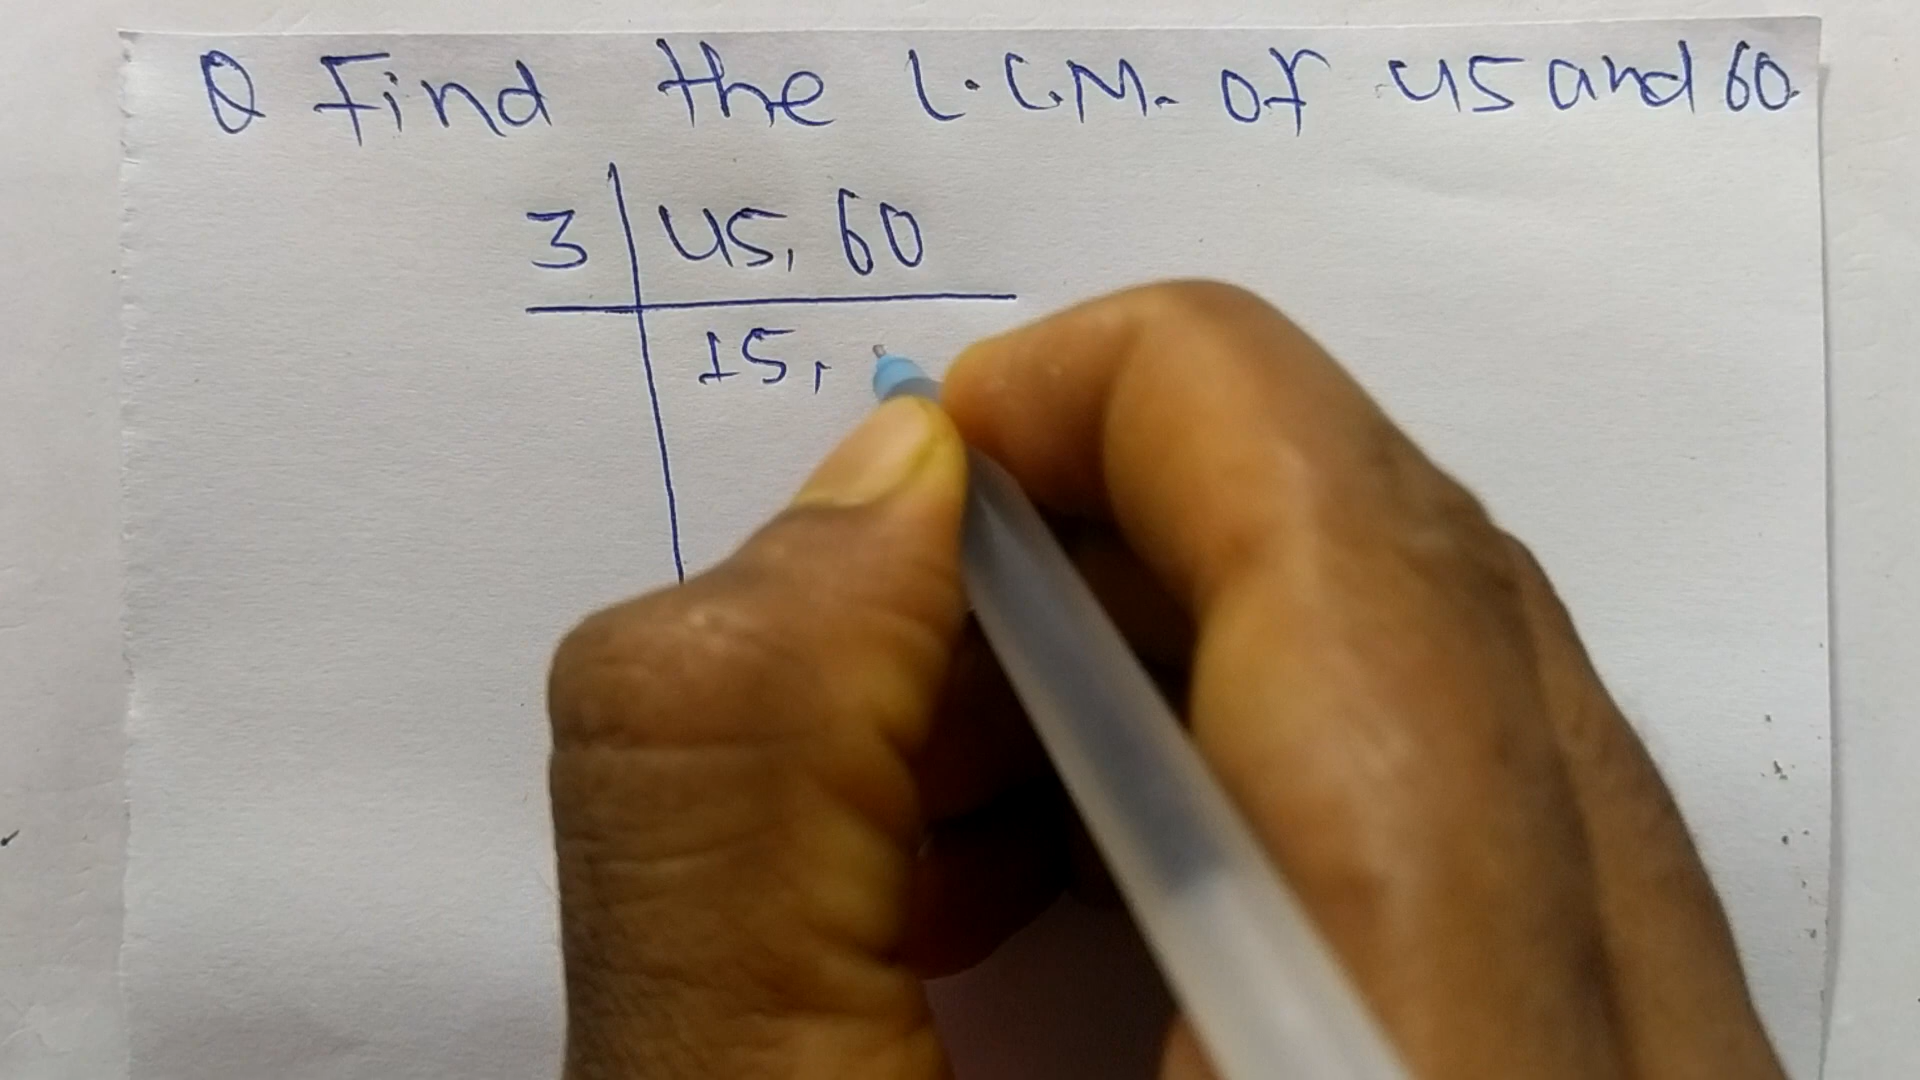 Q Find the L.C.M. of 45 and 60
3 | 45, 60
15,